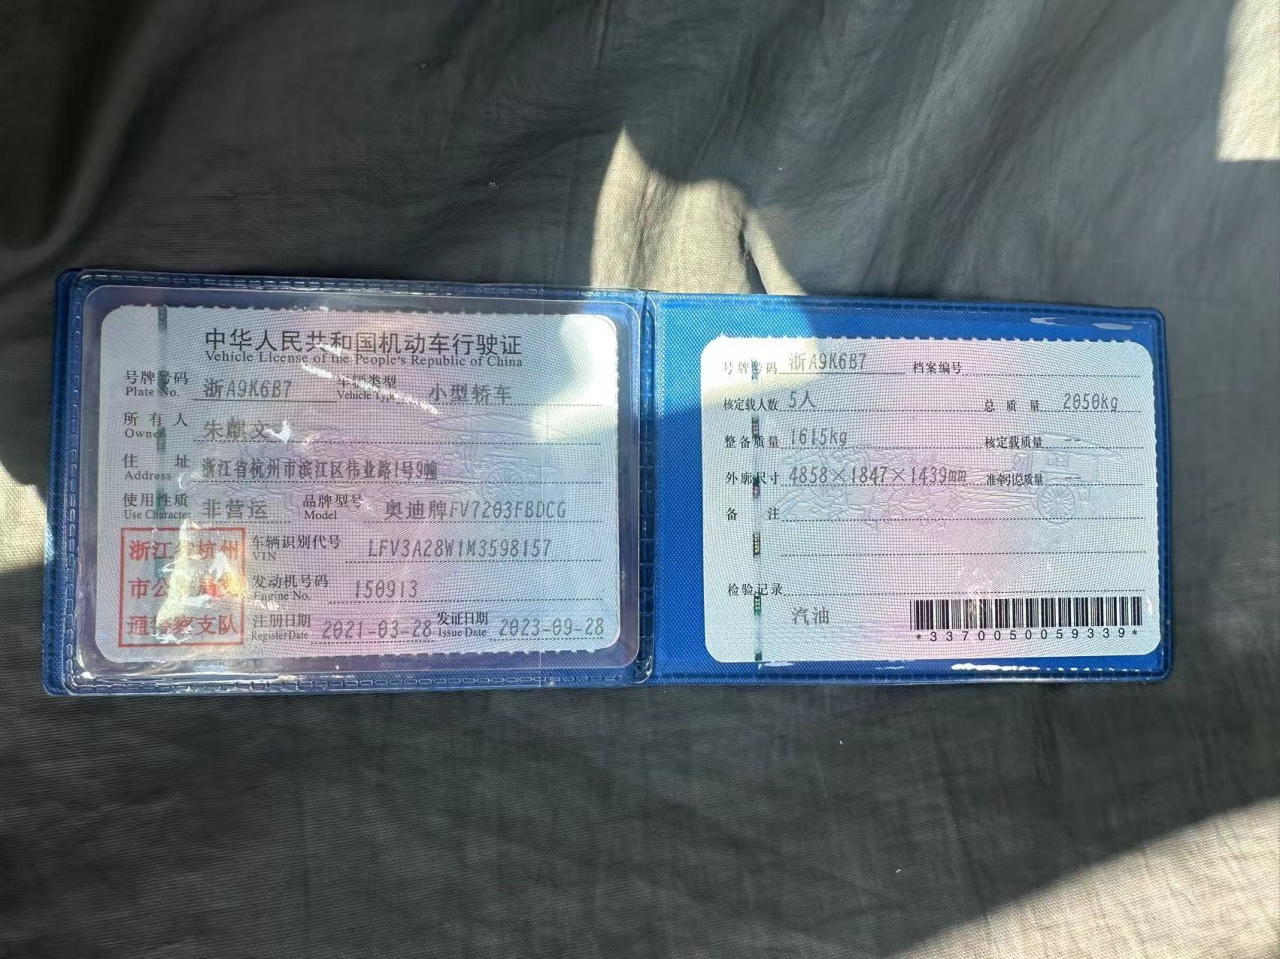 中华人民共和国机动车行驶证
Vehicle License of the People's Republic of China
号牌号码 浙A9K6B7 车辆类型 小型轿车
Plate No. Vehicle Type
所有人 朱麒文
Owner
住址 浙江省杭州市滨江区伟业路1号9幢
Address
使用性质 非营运 品牌型号 奥迪牌FV7203FBDCG
Use Character Model
浙江省杭州
市公安局交
通警察支队
车辆识别代号 LFV3A28W1M3598157
VIN
发动机号码 150913
Engine No.
注册日期 2021-03-28 发证日期 2023-09-28
Register Date Issue Date
号牌号码 浙A9K6B7 档案编号
核定载人数 5人 总质量 2050kg
整备质量 1615kg 核定载质量 --
外廓尺寸 4858×1847×1439mm 准牵引总质量 --
备注
检验记录
汽油
*3370050059339*